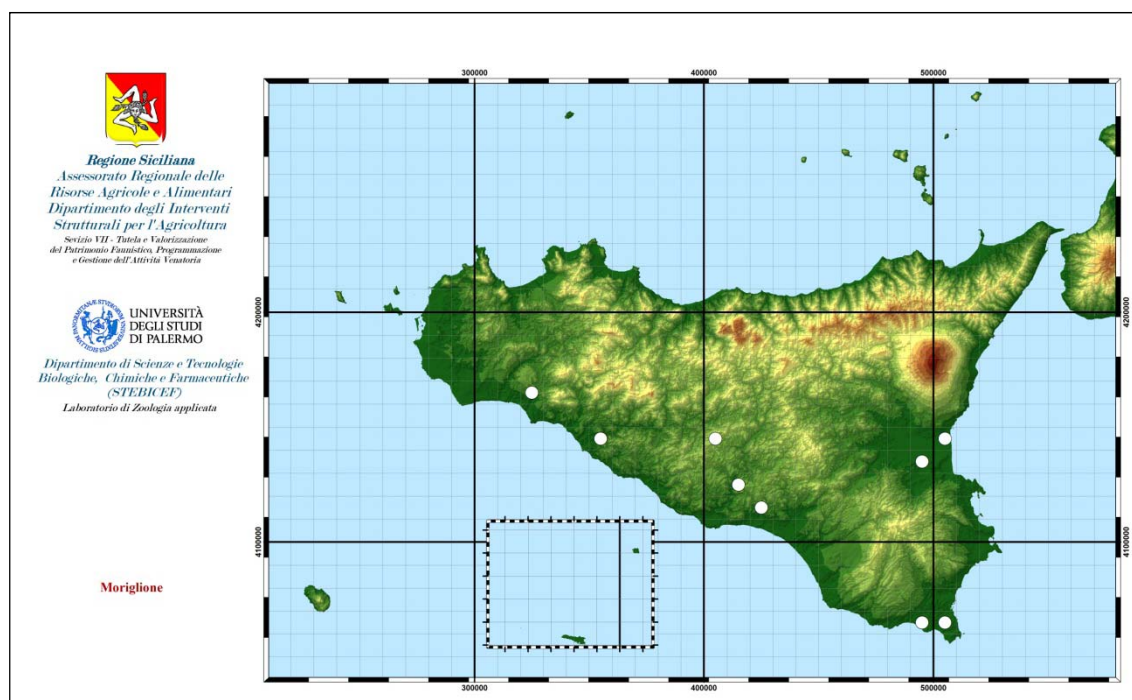 Regione Siciliana
Assessorato Regionale delle
Risorse Agricole e Alimentari
Dipartimento degli Interventi
Strutturali per l'Agricoltura
Sevizio VII - Tutela e Valorizzazione
del Patrimonio Faunistico, Programmazione
e Gestione dell'Attività Venatoria
UNIVERSITÀ
DEGLI STUDI
DI PALERMO
Dipartimento di Scienze e Tecnologie
Biologiche, Chimiche e Farmaceutiche
(STEBICEF)
Laboratorio di Zoologia applicata
Moriglione
300000
400000
500000
4200000
4100000
4200000
4100000
300000
400000
500000